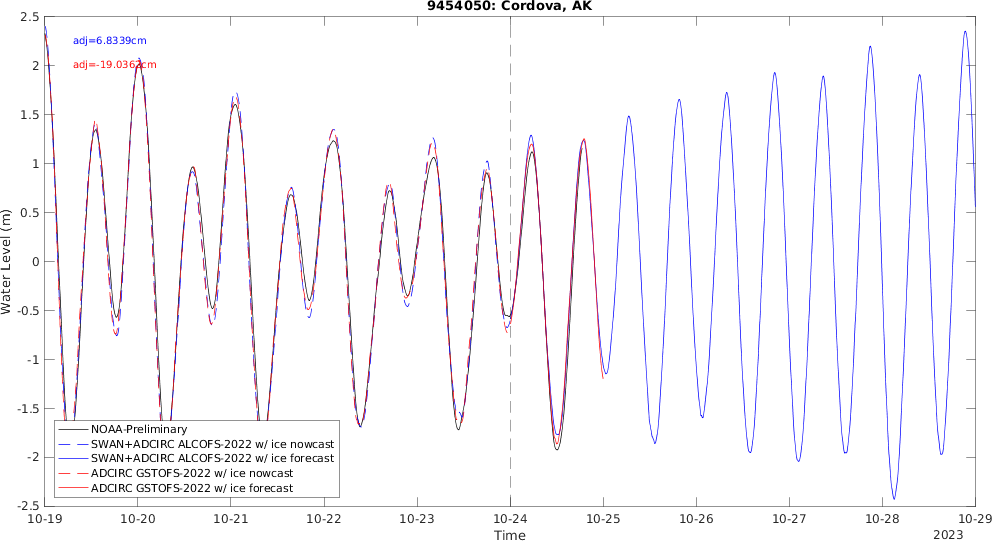 9454050: Cordova, AK
adj=6.8339cm
2.5
2
1.5
1
0.5
0
-0.5
-1
-1.5
-2
-2.5
Water Level (m)
NOAA-Preliminary
SWAN+ADCIRC ALCOFS-2022 w/ ice nowcast
SWAN+ADCIRC ALCOFS-2022 w/ ice forecast
ADCIRC GSTOFS-2022 w/ ice nowcast
ADCIRC GSTOFS-2022 w/ ice forecast
10-19 10-20 10-21 10-22 10-23 10-24 10-25 10-26 10-27 10-28 10-29
Time
2023